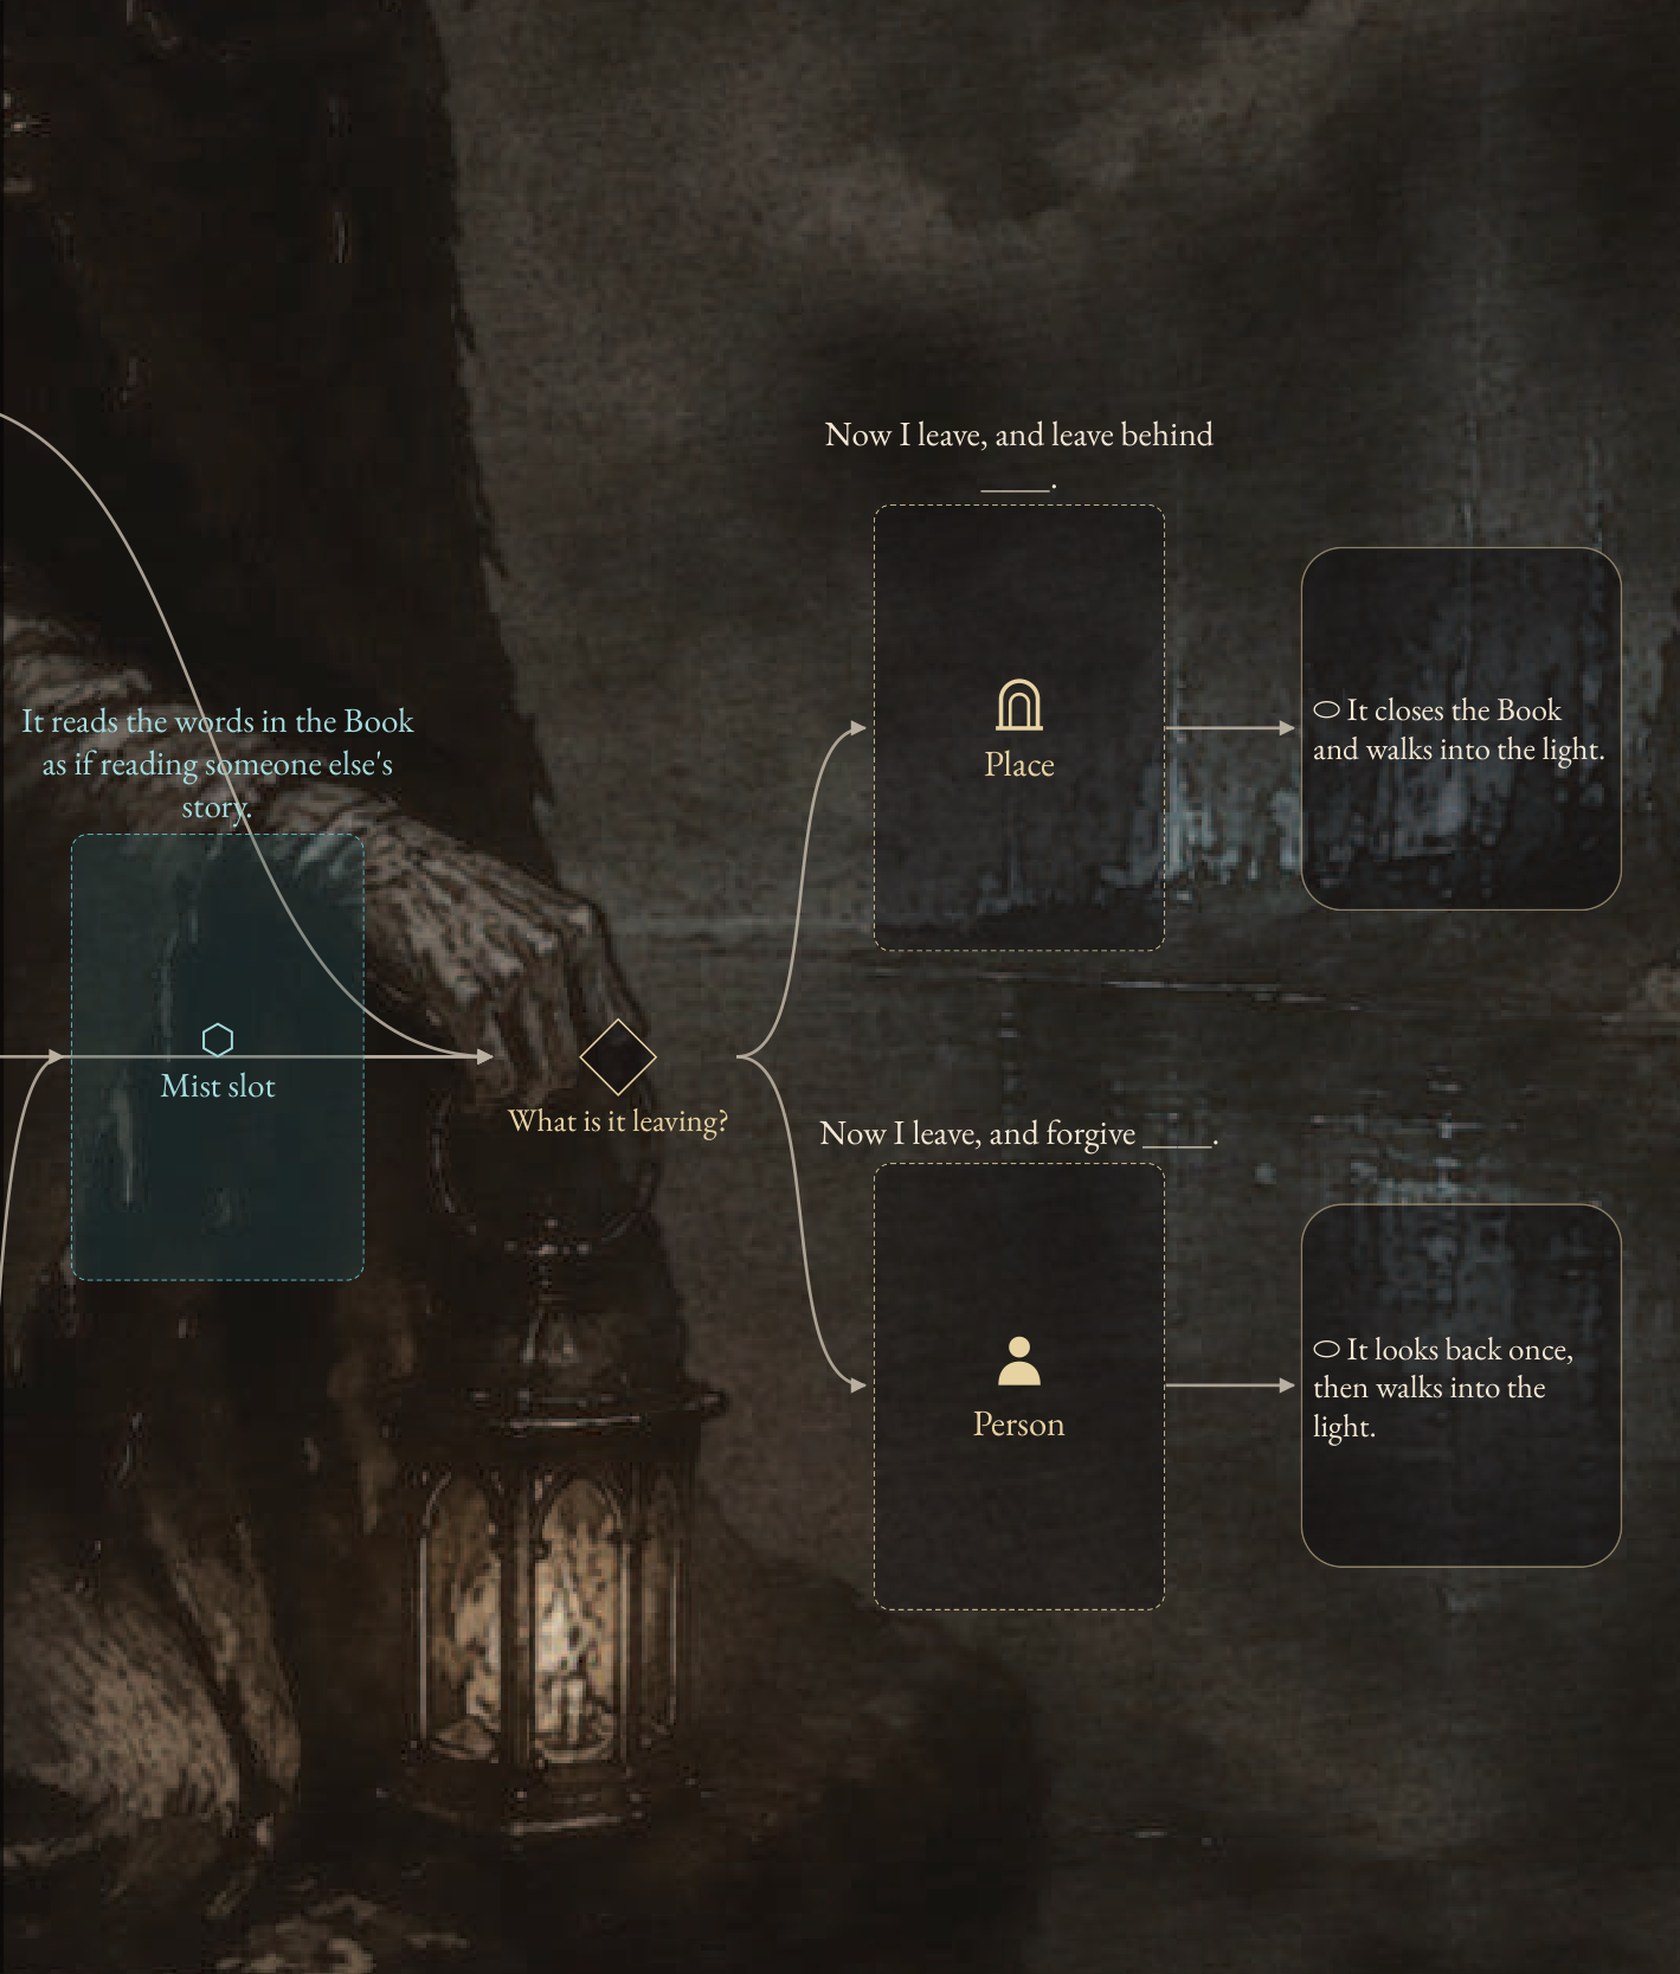 It reads the words in the Book
as if reading someone else's
story.
Mist slot
What is it leaving?
Now I leave, and leave behind
_____.
Place
It closes the Book
and walks into the light.
Now I leave, and forgive _____.
Person
It looks back once,
then walks into the
light.